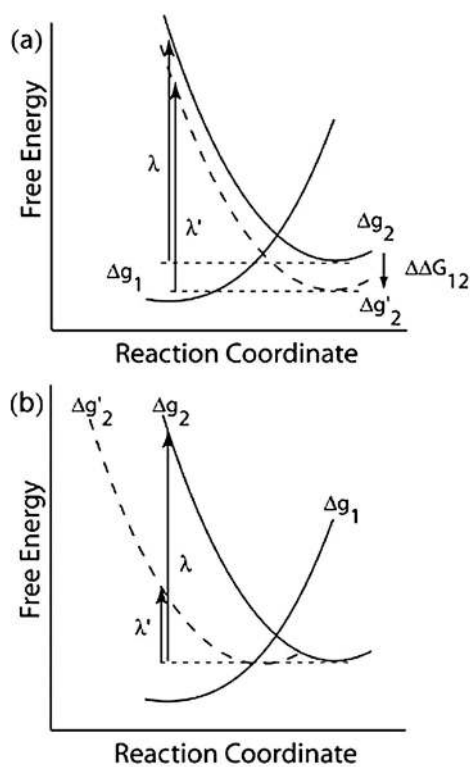 (a)
Free Energy
λ
λ'
Δg₁
Δg₂
ΔΔG₁₂
Δg'₂
Reaction Coordinate
(b)
Δg'₂ Δg₂
Δg₁
Free Energy
λ
λ'
Reaction Coordinate